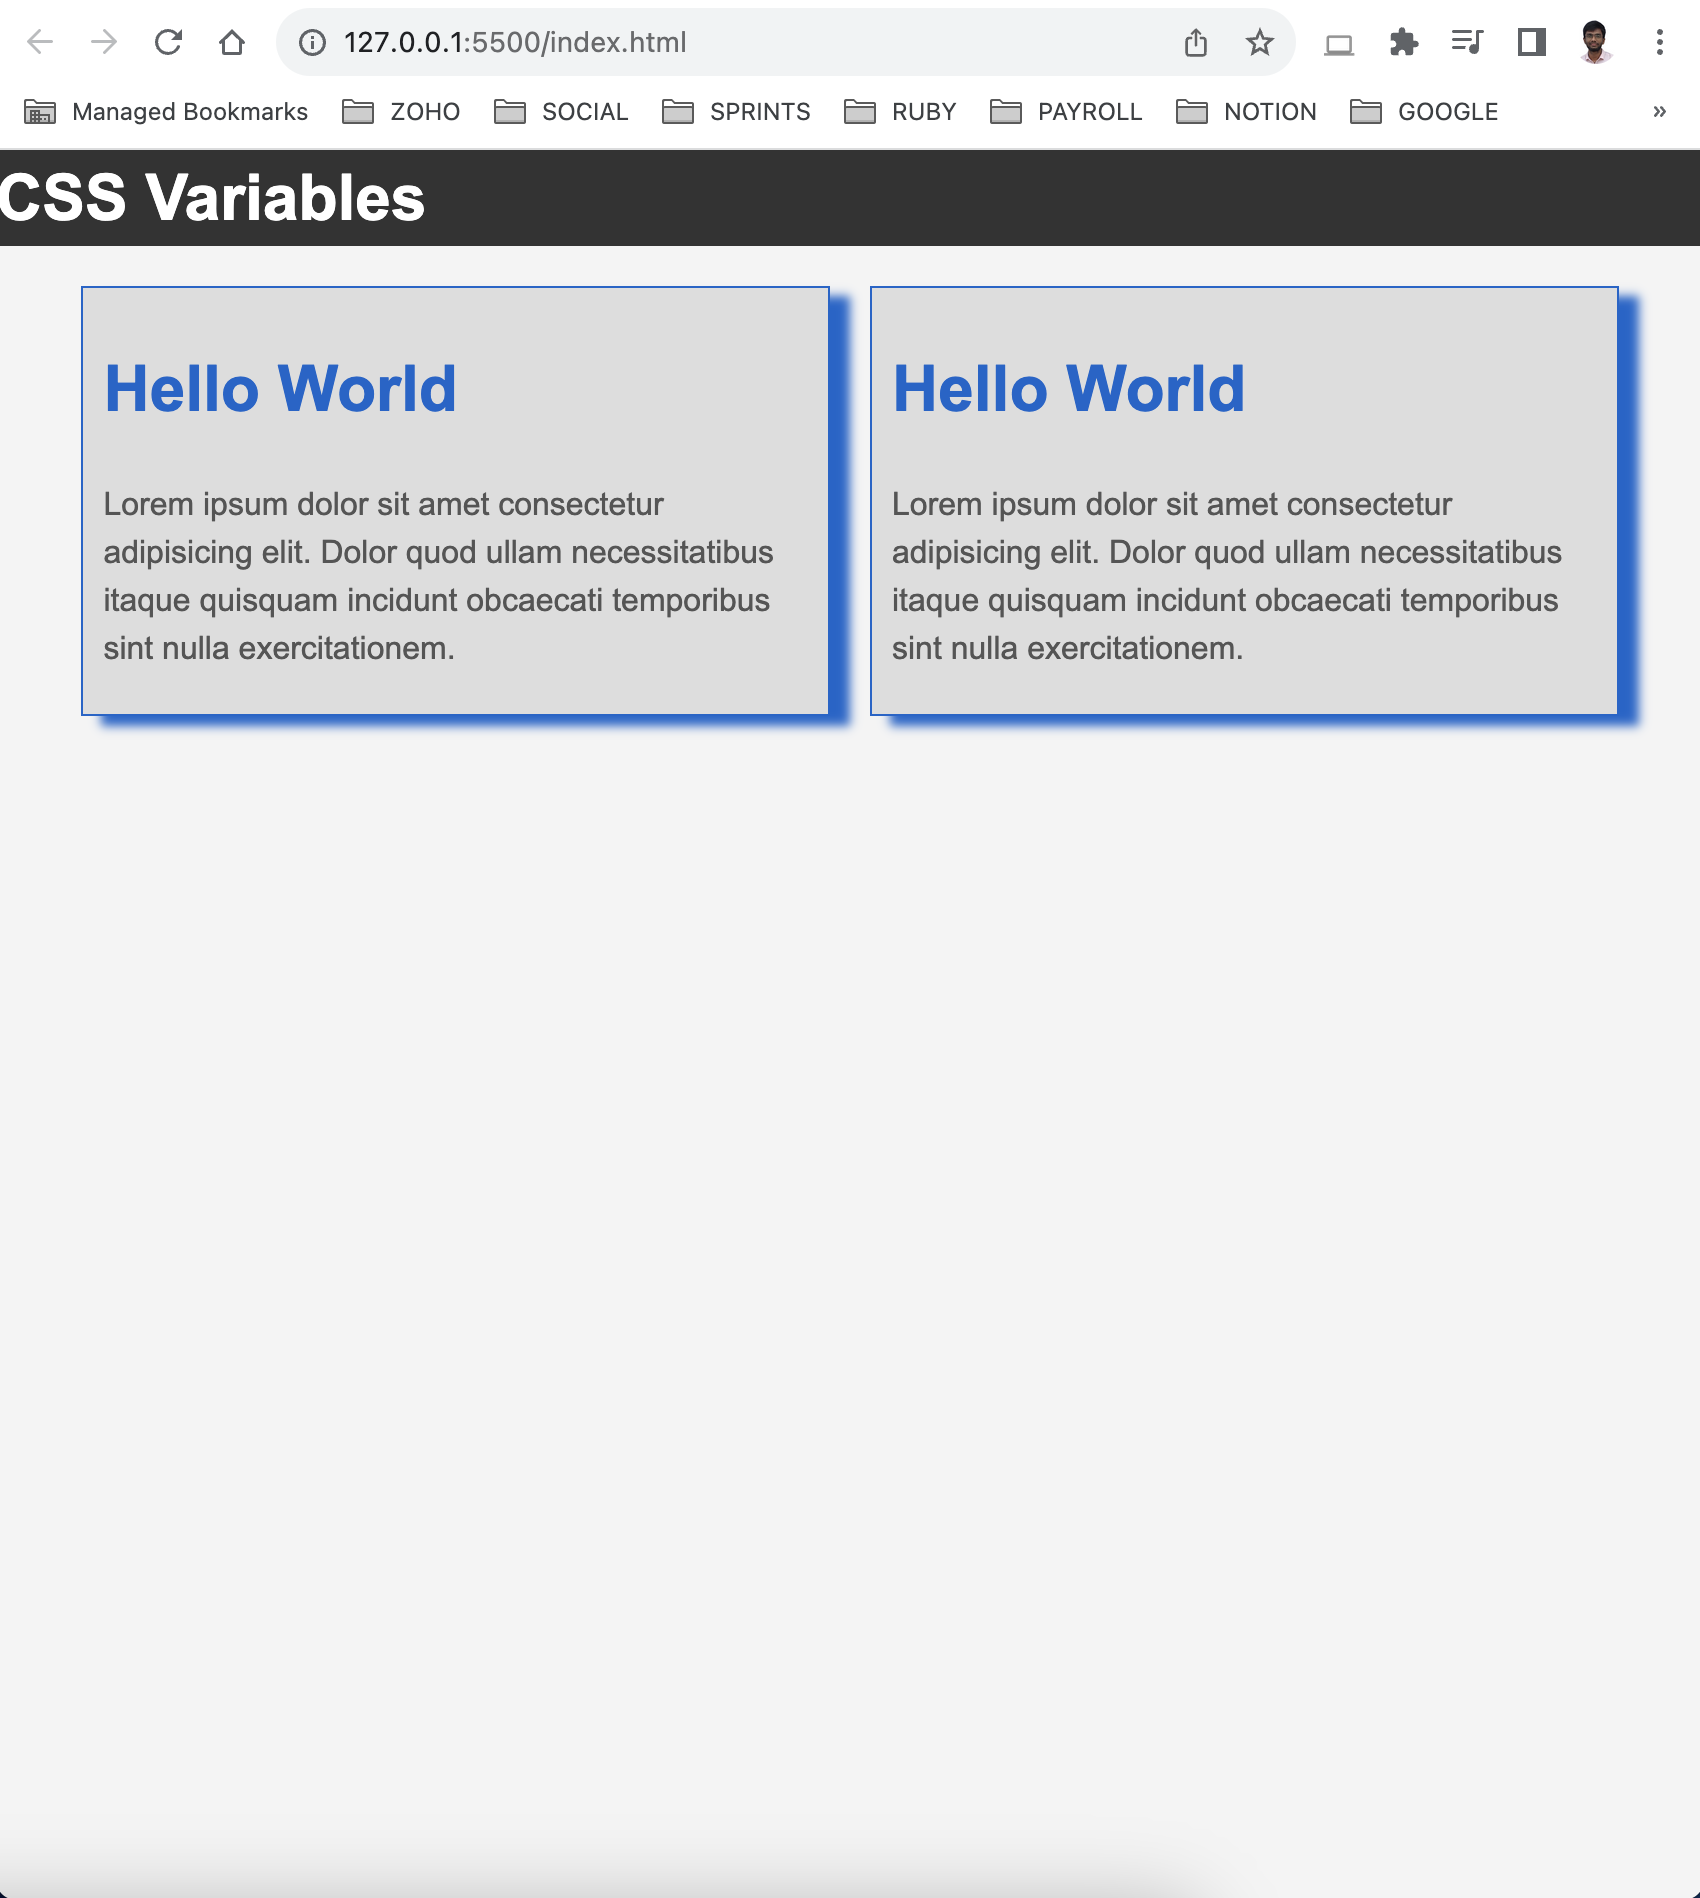 127.0.0.1:5500/index.html
Managed Bookmarks ZOHO SOCIAL SPRINTS RUBY PAYROLL NOTION GOOGLE »
CSS Variables
Hello World
Lorem ipsum dolor sit amet consectetur
adipisicing elit. Dolor quod ullam necessitatibus
itaque quisquam incidunt obcaecati temporibus
sint nulla exercitationem.
Hello World
Lorem ipsum dolor sit amet consectetur
adipisicing elit. Dolor quod ullam necessitatibus
itaque quisquam incidunt obcaecati temporibus
sint nulla exercitationem.